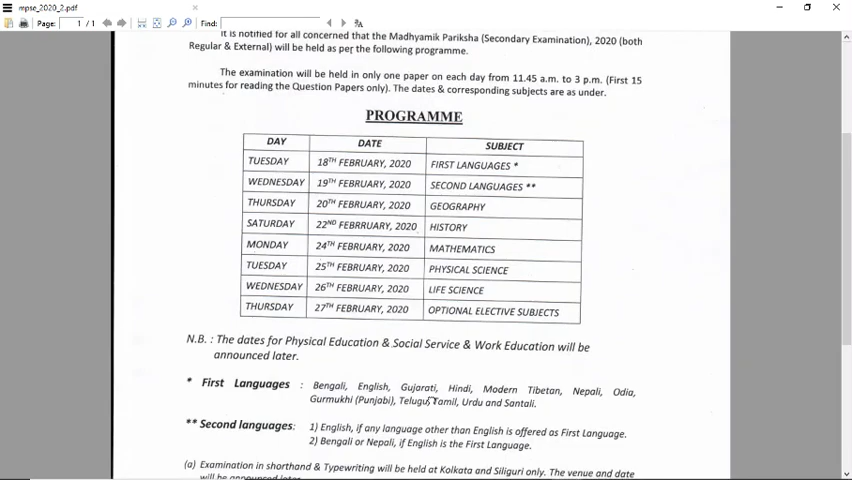 mpse_2020_2.pdf
Page: 1 / 1 Find:
It is notified for all concerned that the Madhyamik Pariksha (Secondary Examination), 2020 (both
Regular & External) will be held as per the following programme.
The examination will be held in only one paper on each day from 11.45 a.m. to 3 p.m. (First 15
minutes for reading the Question Papers only). The dates & corresponding subjects are as under.
PROGRAMME
DAY DATE SUBJECT
TUESDAY 18TH FEBRUARY, 2020 FIRST LANGUAGES *
WEDNESDAY 19TH FEBRUARY, 2020 SECOND LANGUAGES **
THURSDAY 20TH FEBRUARY, 2020 GEOGRAPHY
SATURDAY 22ND FEBRRUARY, 2020 HISTORY
MONDAY 24TH FEBRUARY, 2020 MATHEMATICS
TUESDAY 25TH FEBRUARY, 2020 PHYSICAL SCIENCE
WEDNESDAY 26TH FEBRUARY, 2020 LIFE SCIENCE
THURSDAY 27TH FEBRUARY, 2020 OPTIONAL ELECTIVE SUBJECTS
N.B. : The dates for Physical Education & Social Service & Work Education will be
announced later.
* First Languages : Bengali, English, Gujarati, Hindi, Modern Tibetan, Nepali, Odia,
Gurmukhi (Punjabi), Telugu, Tamil, Urdu and Santali.
** Second languages: 1) English, if any language other than English is offered as First Language.
2) Bengali or Nepali, if English is the First Language.
(a) Examination in shorthand & Typewriting will be held at Kolkata and Siliguri only. The venue and date
will be announced later